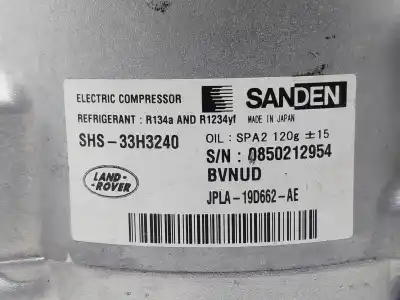 ELECTRIC COMPRESSOR
SANDEN
REFRIGERANT : R134a AND R1234yf
MADE IN JAPAN
SHS-33H3240
OIL : SPA2 120g ±15
S/N : 0850212954
LAND-
ROVER
BVNUD
JPLA-19D662-AE